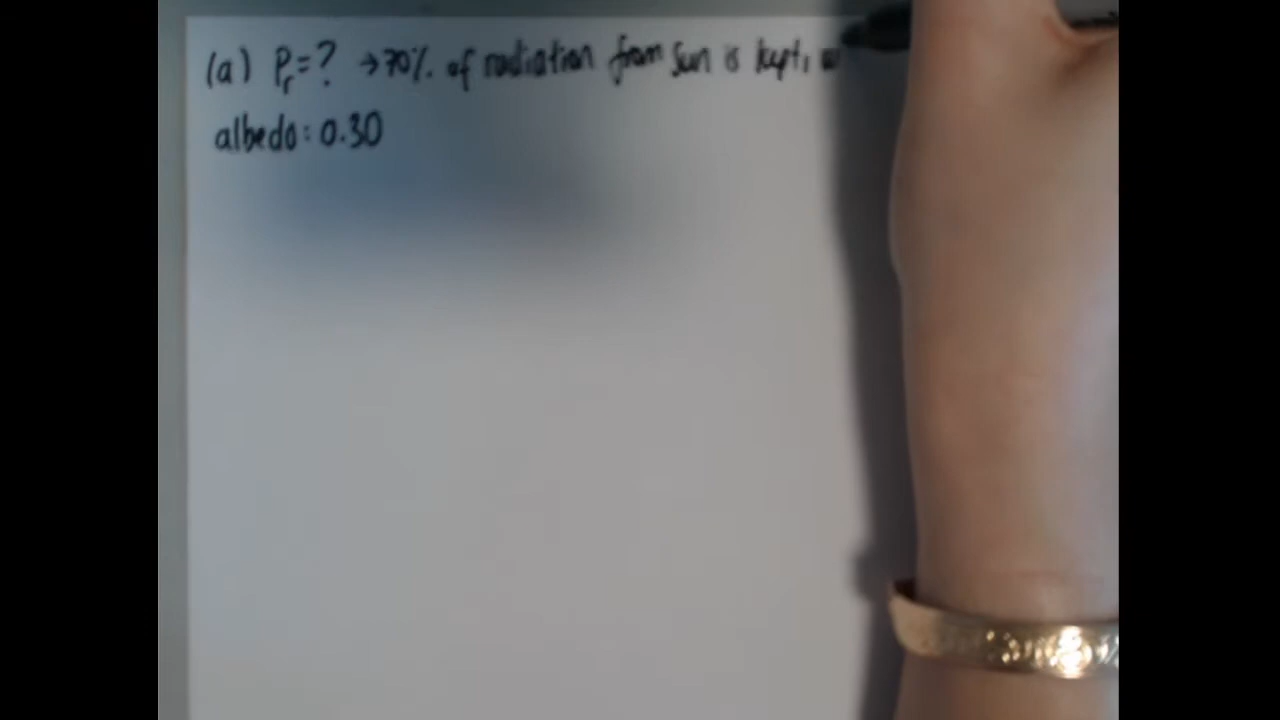 (a) Pᵣ=? →70% of radiation from Sun is kept,
albedo: 0.30